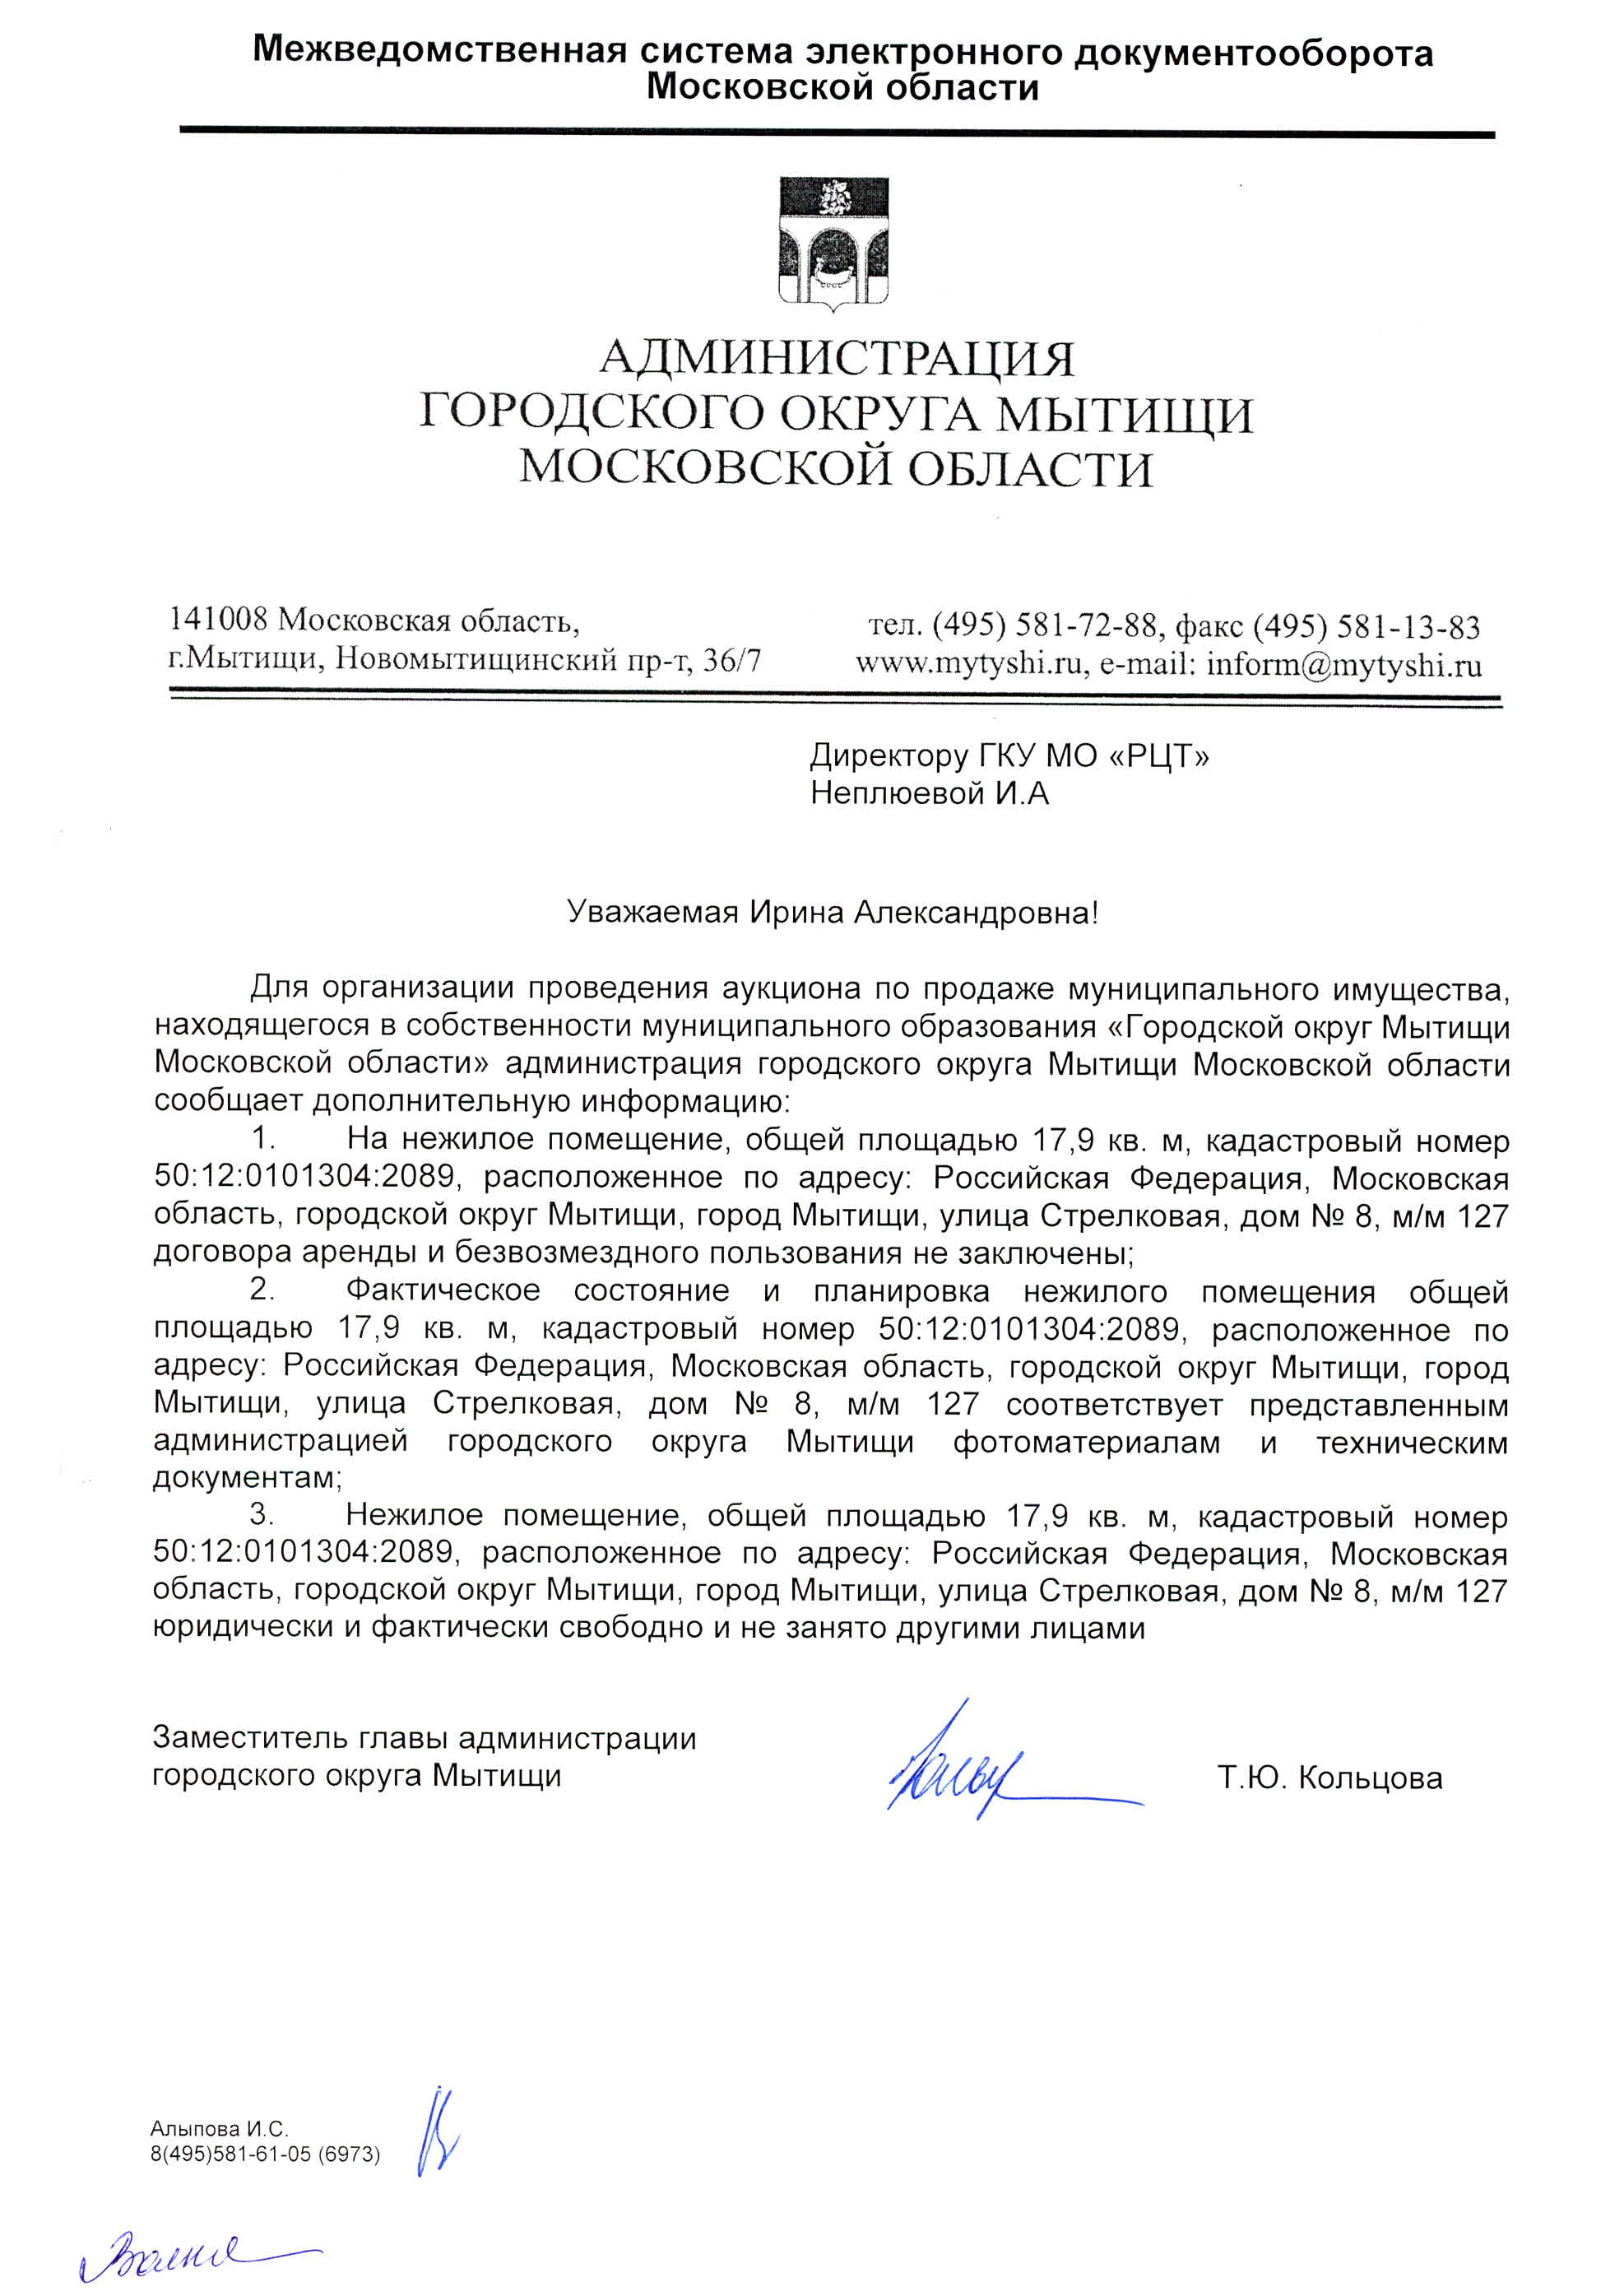 Межведомственная система электронного документооборота
Московской области
АДМИНИСТРАЦИЯ
ГОРОДСКОГО ОКРУГА МЫТИЩИ
МОСКОВСКОЙ ОБЛАСТИ
141008 Московская область,
г.Мытищи, Новомытищинский пр-т, 36/7
тел. (495) 581-72-88, факс (495) 581-13-83
www.mytyshi.ru, e-mail: inform@mytyshi.ru
Директору ГКУ МО «РЦТ»
Неплюевой И.А
Уважаемая Ирина Александровна!
Для организации проведения аукциона по продаже муниципального имущества,
находящегося в собственности муниципального образования «Городской округ Мытищи
Московской области» администрация городского округа Мытищи Московской области
сообщает дополнительную информацию:
1. На нежилое помещение, общей площадью 17,9 кв. м, кадастровый номер
50:12:0101304:2089, расположенное по адресу: Российская Федерация, Московская
область, городской округ Мытищи, город Мытищи, улица Стрелковая, дом № 8, м/м 127
договора аренды и безвозмездного пользования не заключены;
2. Фактическое состояние и планировка нежилого помещения общей
площадью 17,9 кв. м, кадастровый номер 50:12:0101304:2089, расположенное по
адресу: Российская Федерация, Московская область, городской округ Мытищи, город
Мытищи, улица Стрелковая, дом № 8, м/м 127 соответствует представленным
администрацией городского округа Мытищи фотоматериалам и техническим
документам;
3. Нежилое помещение, общей площадью 17,9 кв. м, кадастровый номер
50:12:0101304:2089, расположенное по адресу: Российская Федерация, Московская
область, городской округ Мытищи, город Мытищи, улица Стрелковая, дом № 8, м/м 127
юридически и фактически свободно и не занято другими лицами
Заместитель главы администрации
городского округа Мытищи
Т.Ю. Кольцова
Алыпова И.С.
8(495)581-61-05 (6973)